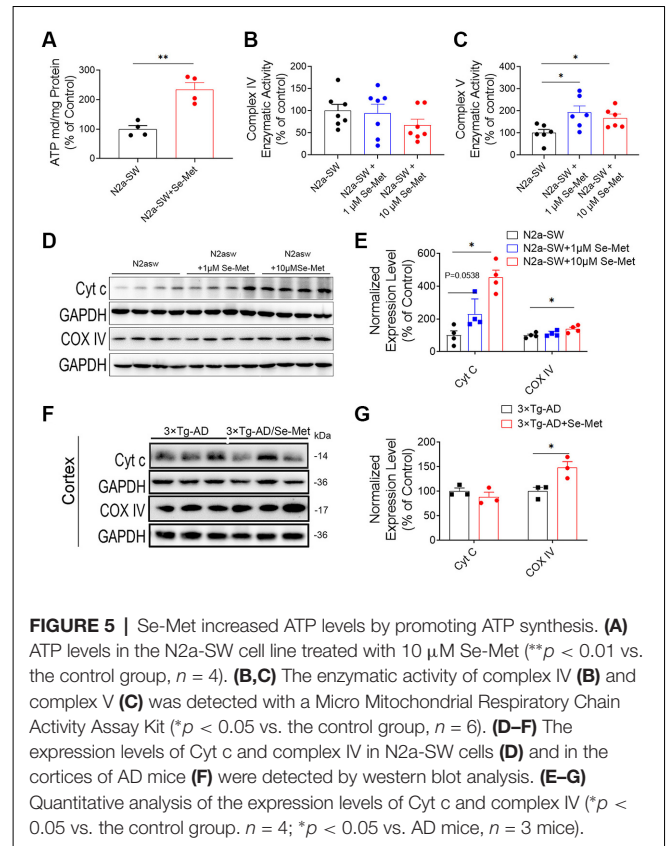 A
B
C
**
*
*
ATP md/mg Protein
(% of Control)
300
200
100
0
N2a-SW
N2a-SW+Se-Met
Complex IV
Enzymatic Activity
(% of control)
200
150
100
50
0
N2a-SW
N2a-SW +
1 μM Se-Met
N2a-SW +
10 μM Se-Met
Complex V
Enzymatic Activity
(% of control)
400
300
200
100
0
N2a-SW
N2a-SW +
1 μM Se-Met
N2a-SW +
10 μM Se-Met
D
N2asw
N2asw
+1μM Se-Met
N2asw
+10μMSe-Met
Cyt c
GAPDH
COX IV
GAPDH
E
N2a-SW
N2a-SW+1μM Se-Met
N2a-SW+10μM Se-Met
Normalized
Expression Level
(% of Control)
600
400
200
0
P=0.0538
*
*
Cyt C
COX IV
F
3×Tg-AD
3×Tg-AD/Se-Met
kDa
Cortex
Cyt c
-14
GAPDH
-36
COX IV
-17
GAPDH
-36
G
3×Tg-AD
3×Tg-AD+Se-Met
Normalized
Expression Level
(% of Control)
200
150
100
50
0
*
Cyt C
COX IV
FIGURE 5 | Se-Met increased ATP levels by promoting ATP synthesis. (A)
ATP levels in the N2a-SW cell line treated with 10 μM Se-Met (**p < 0.01 vs.
the control group, n = 4). (B,C) The enzymatic activity of complex IV (B) and
complex V (C) was detected with a Micro Mitochondrial Respiratory Chain
Activity Assay Kit (*p < 0.05 vs. the control group, n = 6). (D–F) The
expression levels of Cyt c and complex IV in N2a-SW cells (D) and in the
cortices of AD mice (F) were detected by western blot analysis. (E–G)
Quantitative analysis of the expression levels of Cyt c and complex IV (*p <
0.05 vs. the control group. n = 4; *p < 0.05 vs. AD mice, n = 3 mice).